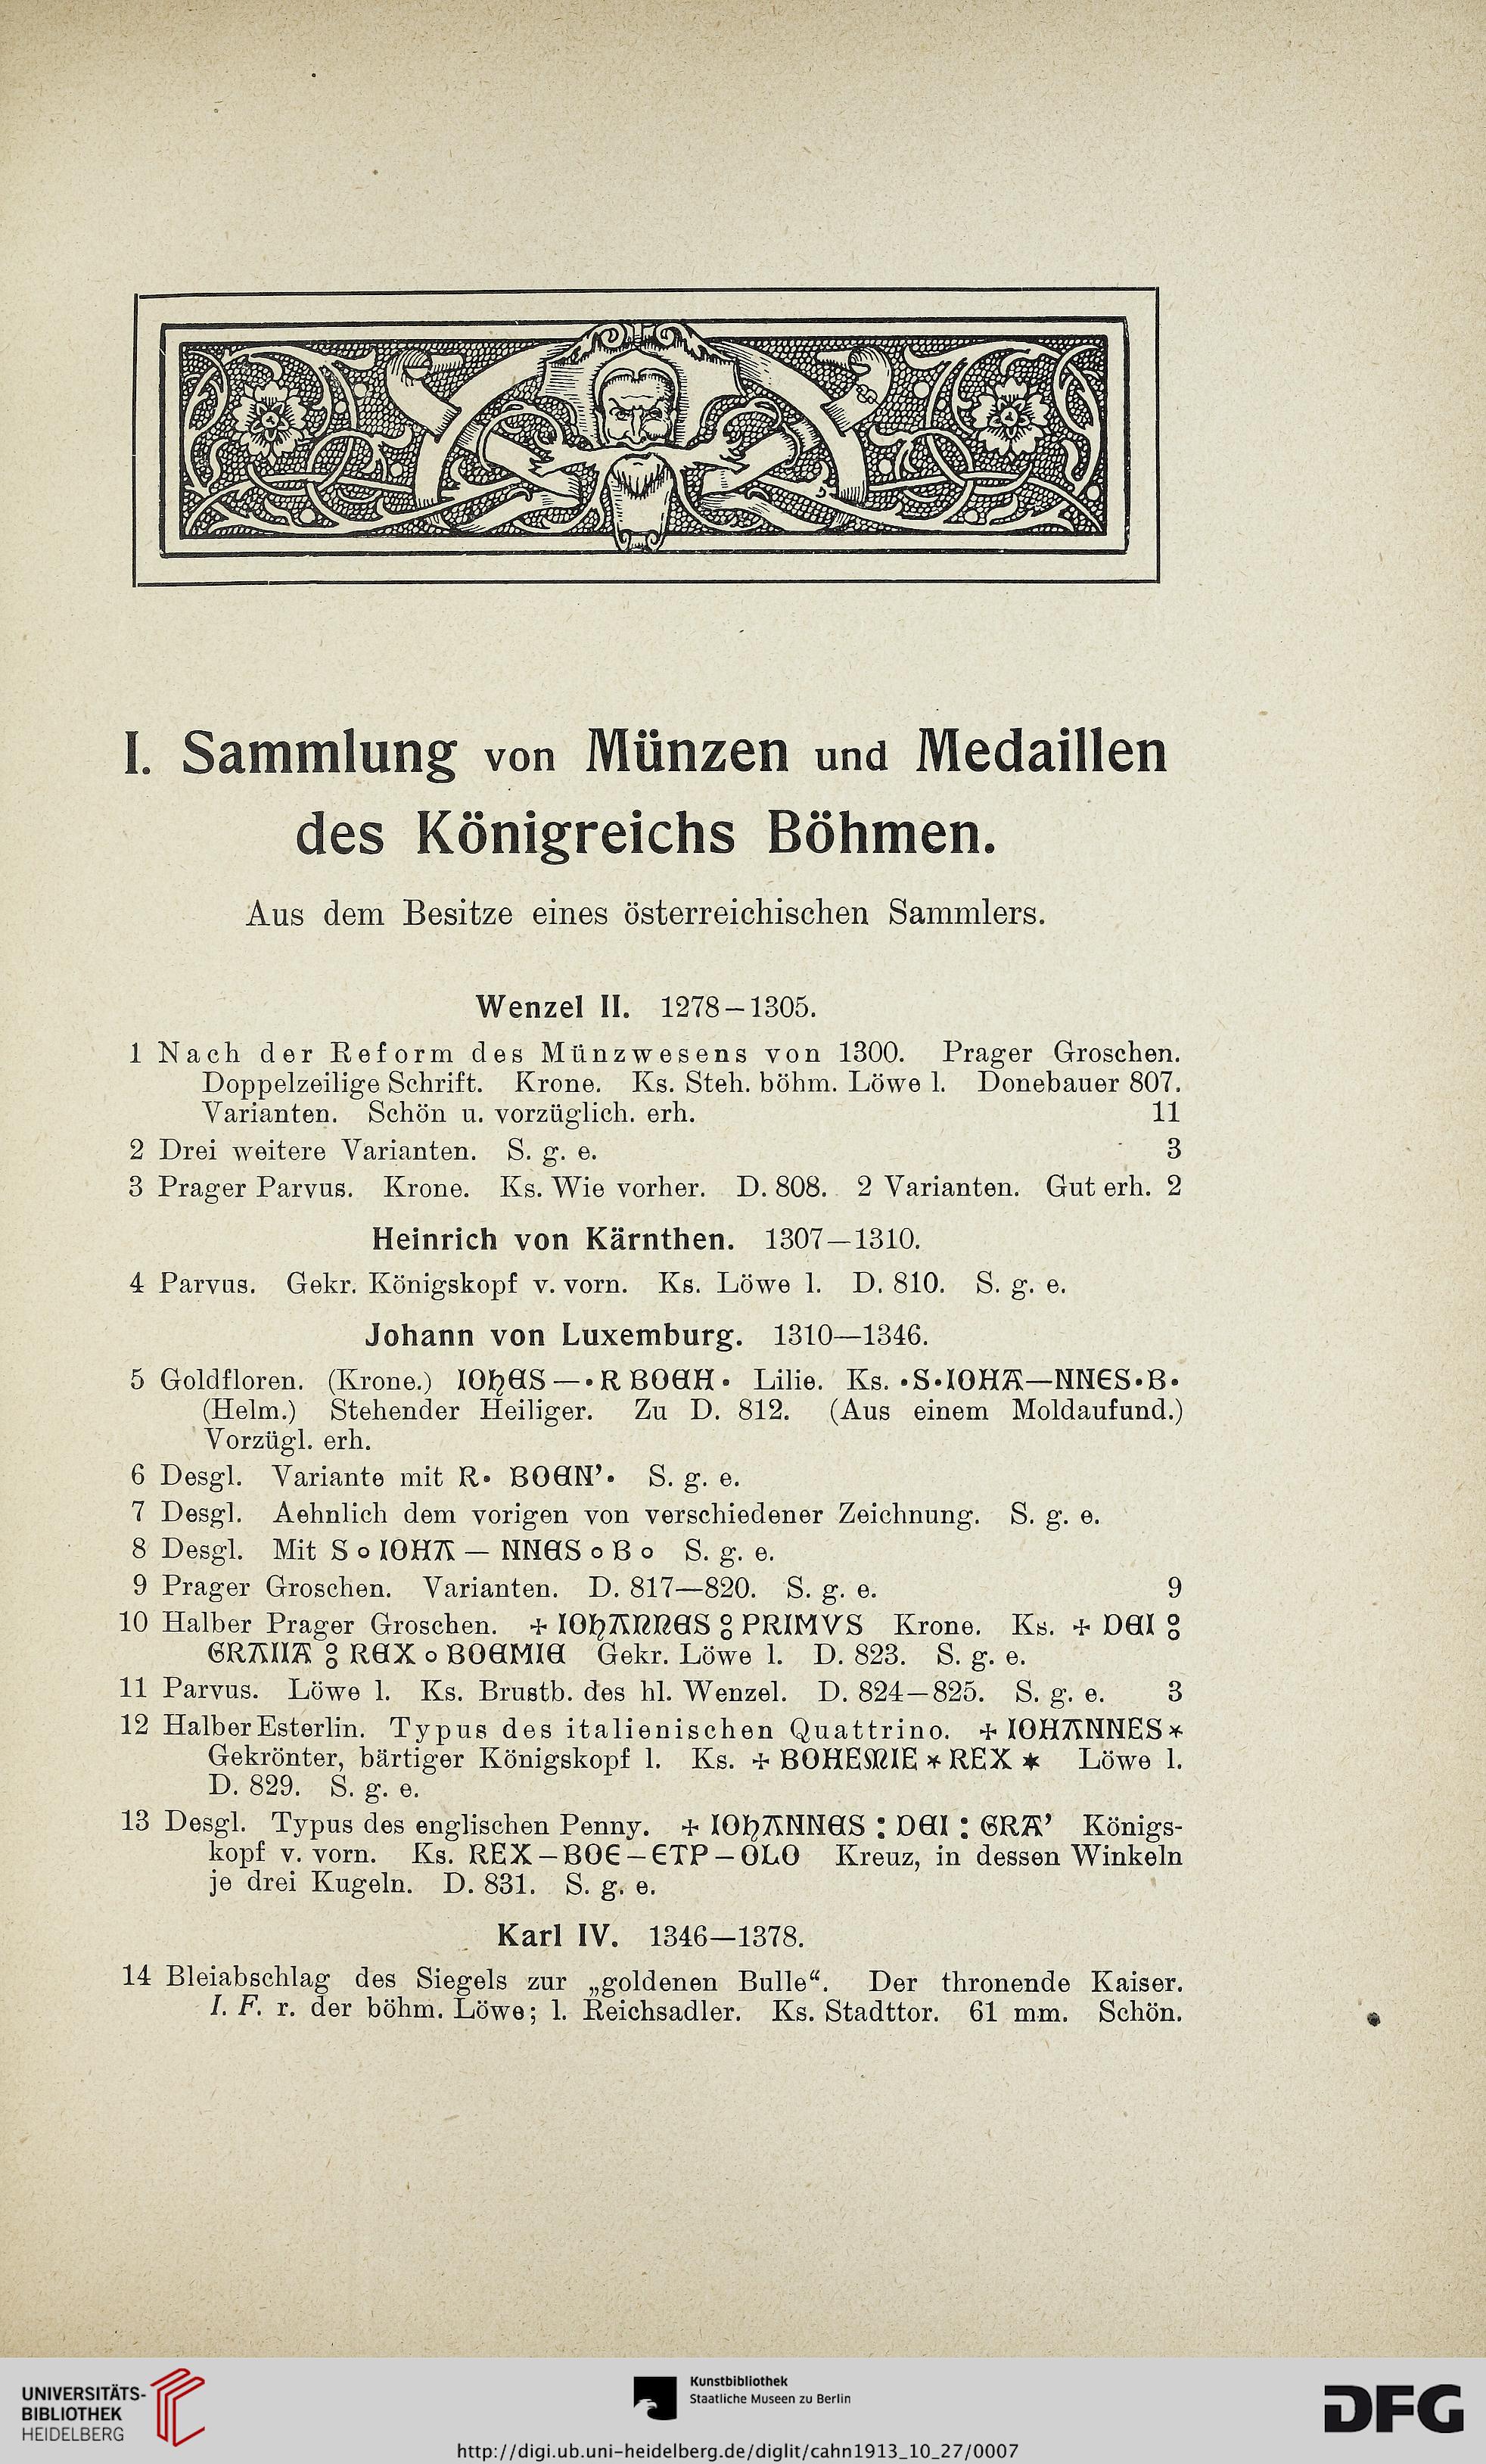 I. Sammlung von Münzen und Medaillen
des Königreichs Böhmen.
Aus dem Besitze eines österreichischen Sammlers.
Wenzel II. 1278–1305.
1 Nach der Reform des Münzwesens von 1300. Prager Groschen.
Doppelzeilige Schrift. Krone. Ks. Steh. böhm. Löwe l. Donebauer 807.
Varianten. Schön u. vorzüglich. erh. 11
2 Drei weitere Varianten. S. g. e. 3
3 Prager Parvus. Krone. Ks. Wie vorher. D. 808. 2 Varianten. Gut erh. 2
Heinrich von Kärnthen. 1307–1310.
4 Parvus. Gekr. Königskopf v. vorn. Ks. Löwe l. D. 810. S. g. e.
Johann von Luxemburg. 1310—1346.
5 Goldfloren. (Krone.) IOhES — • R BOEH • Lilie. Ks. • S • IOHA—NNES • B •
(Helm.) Stehender Heiliger. Zu D. 812. (Aus einem Moldaufund.)
Vorzügl. erh.
6 Desgl. Variante mit R • BOEN’ • S. g. e.
7 Desgl. Aehnlich dem vorigen von verschiedener Zeichnung. S. g. e.
8 Desgl. Mit S o IOHA — NNES o B o S. g. e.
9 Prager Groschen. Varianten. D. 817—820. S. g. e. 9
10 Halber Prager Groschen. + IOhANNES 8 PRIMVS Krone. Ks. + DEI 8
GRAIIA 8 REX o BOEMIE Gekr. Löwe l. D. 823. S. g. e.
11 Parvus. Löwe l. Ks. Brustb. des hl. Wenzel. D. 824–825. S. g. e. 3
12 Halber Esterlin. Typus des italienischen Quattrino. + IOHANNES *
Gekrönter, bärtiger Königskopf l. Ks. + BOHEMIE * REX * Löwe l.
D. 829. S. g. e.
13 Desgl. Typus des englischen Penny. + IOhANNES : DEI : GRA’ Königs-
kopf v. vorn. Ks. REX – BOE – ETP – OLO Kreuz, in dessen Winkeln
je drei Kugeln. D. 831. S. g. e.
Karl IV. 1346—1378.
14 Bleiabschlag des Siegels zur „goldenen Bulle“. Der thronende Kaiser.
I. F. r. der böhm. Löwe; l. Reichsadler. Ks. Stadttor. 61 mm. Schön.
UNIVERSITÄTS-
BIBLIOTHEK
HEIDELBERG
Kunstbibliothek
Staatliche Museen zu Berlin
DFG
http://digi.ub.uni-heidelberg.de/diglit/cahn1913_10_27/0007